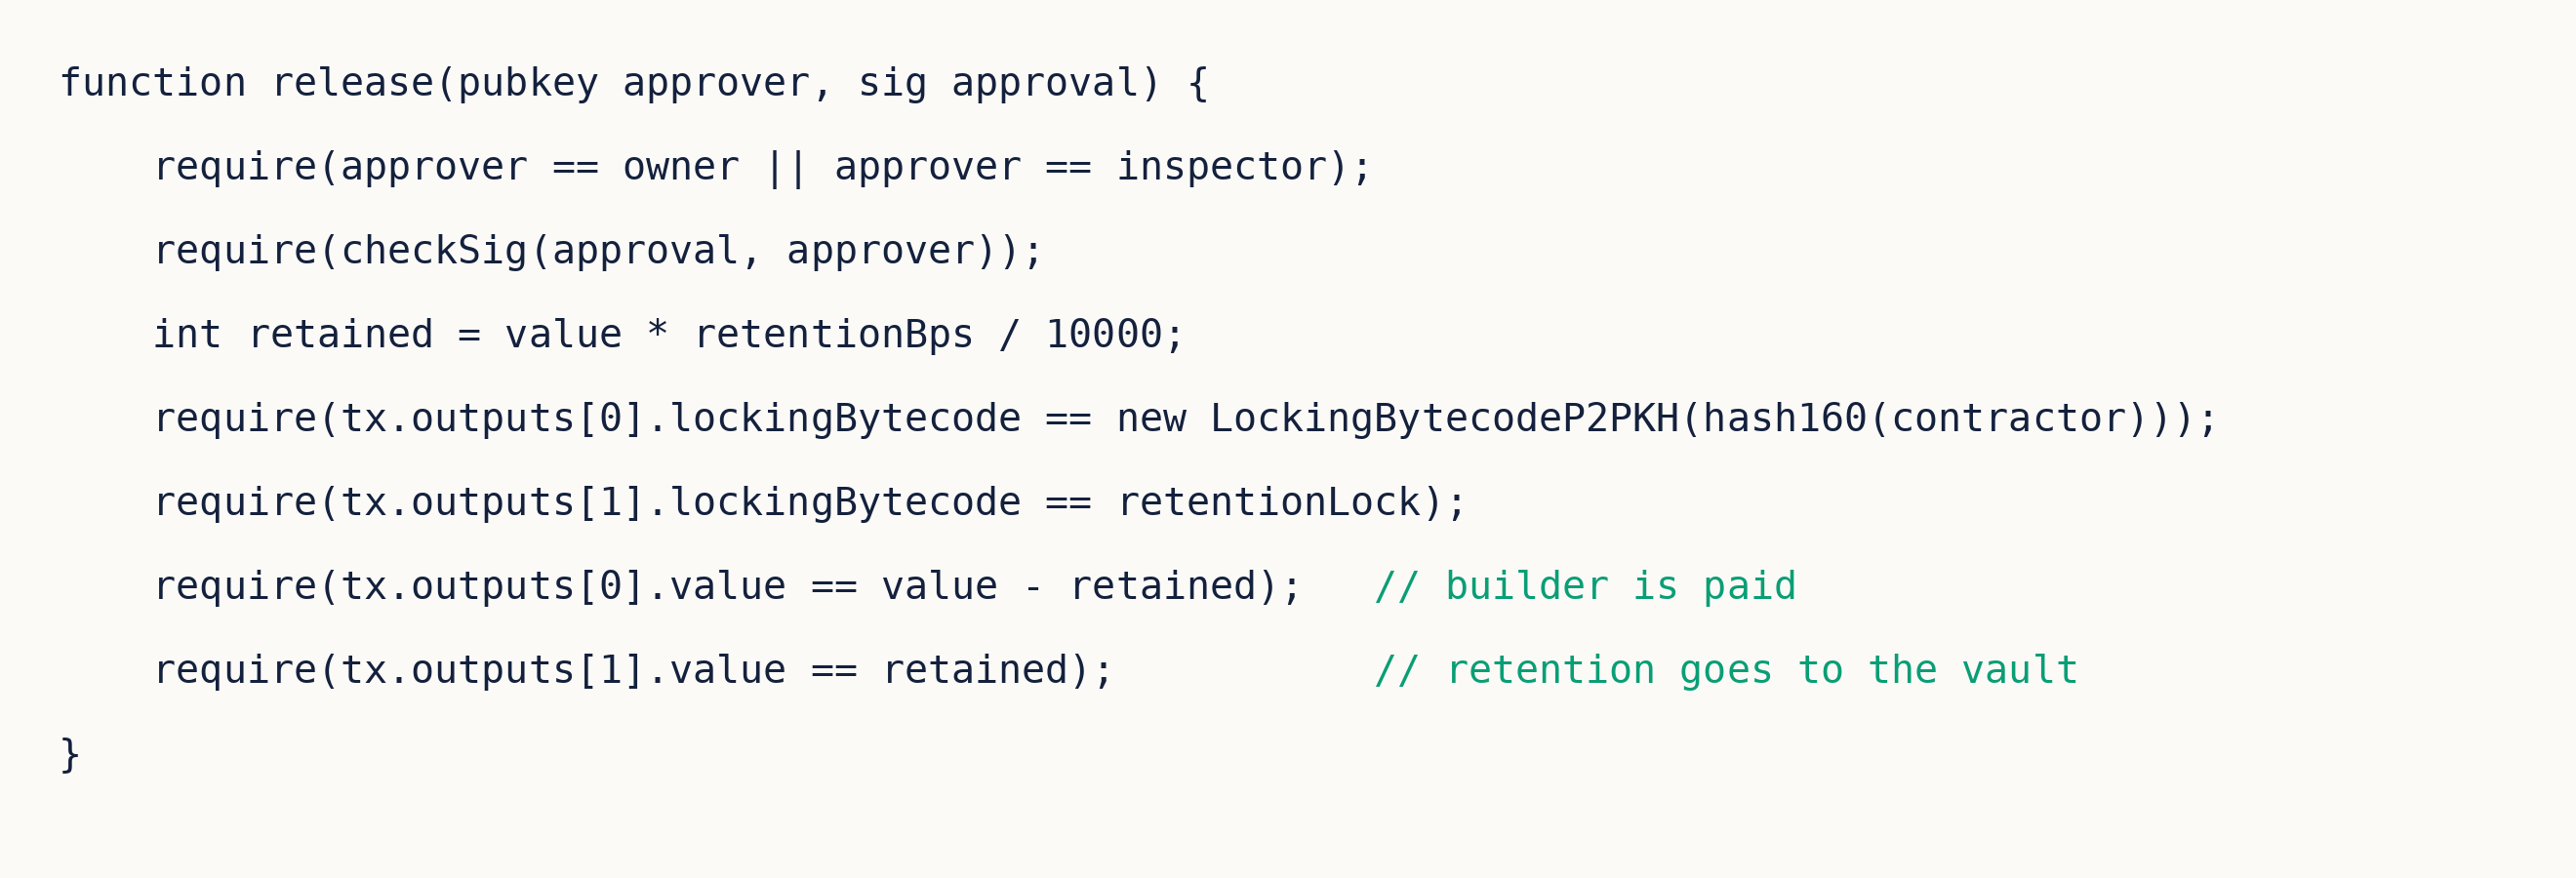 function release(pubkey approver, sig approval) {
    require(approver == owner || approver == inspector);
    require(checkSig(approval, approver));
    int retained = value * retentionBps / 10000;
    require(tx.outputs[0].lockingBytecode == new LockingBytecodeP2PKH(hash160(contractor)));
    require(tx.outputs[1].lockingBytecode == retentionLock);
    require(tx.outputs[0].value == value - retained);   // builder is paid
    require(tx.outputs[1].value == retained);           // retention goes to the vault
}